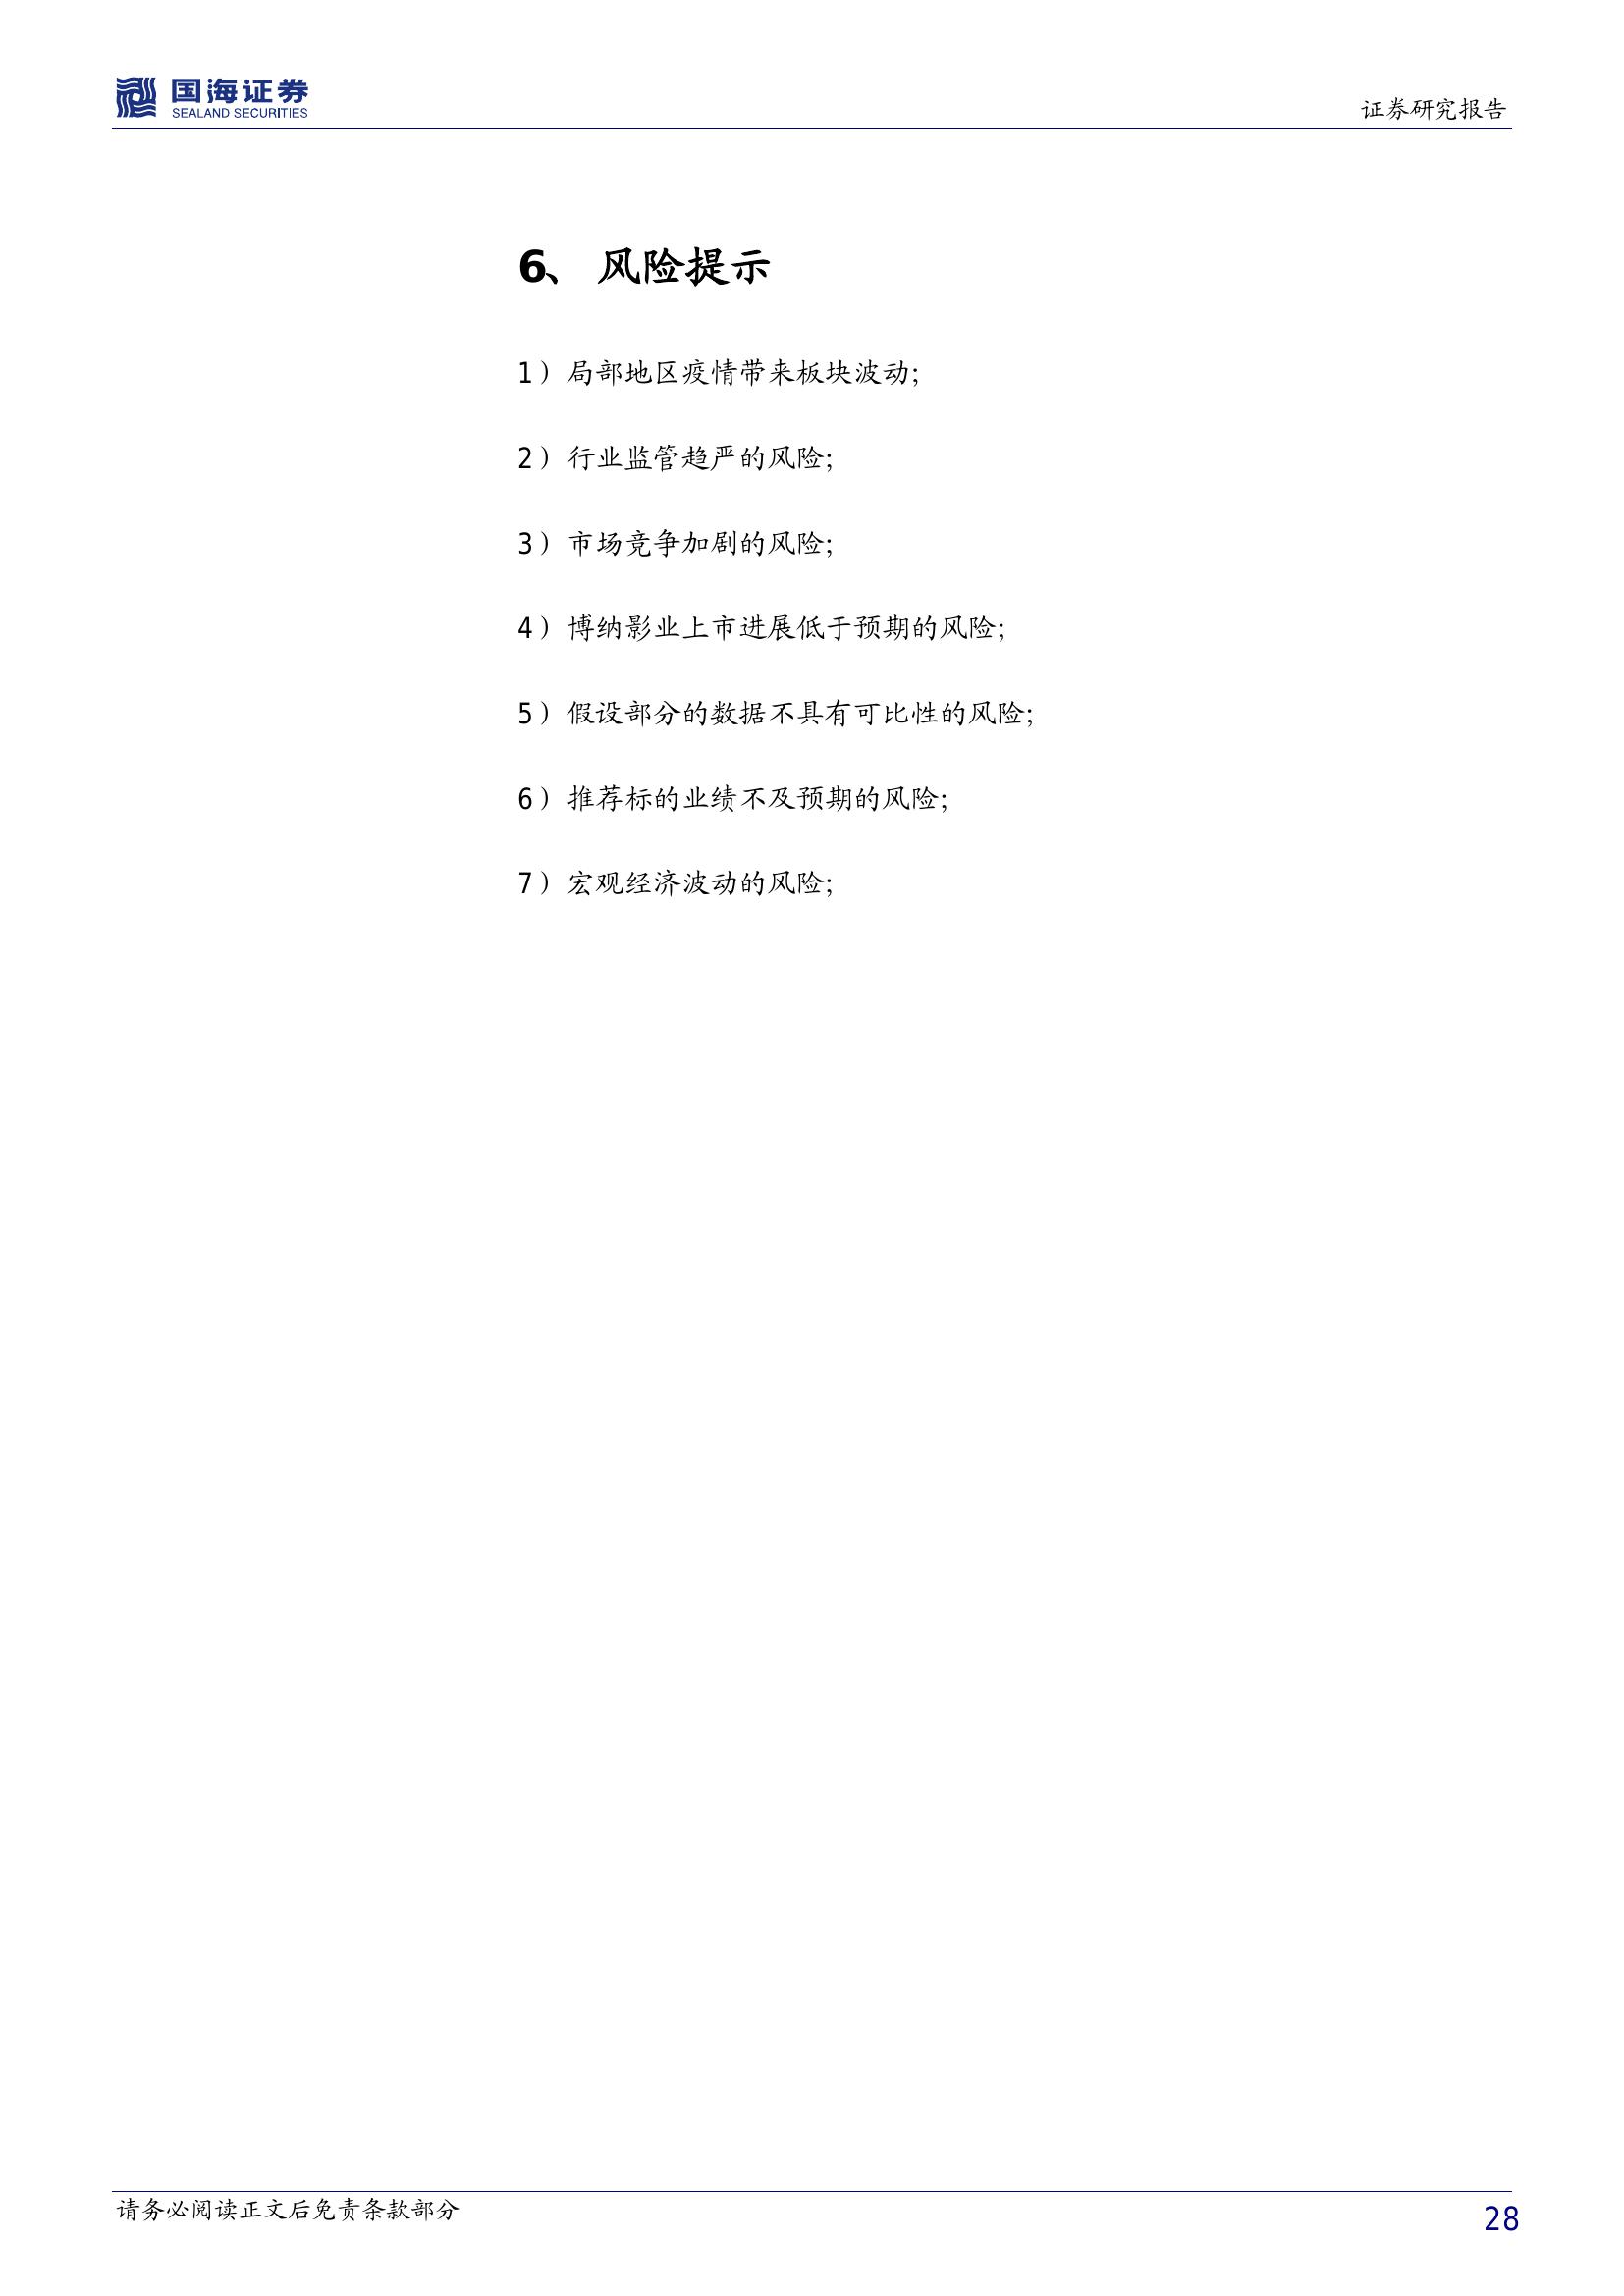 国海证券
SEALAND SECURITIES
证券研究报告
6、 风险提示
1）局部地区疫情带来板块波动;
2）行业监管趋严的风险;
3）市场竞争加剧的风险;
4）博纳影业上市进展低于预期的风险;
5）假设部分的数据不具有可比性的风险;
6）推荐标的业绩不及预期的风险;
7）宏观经济波动的风险;
请务必阅读正文后免责条款部分
28